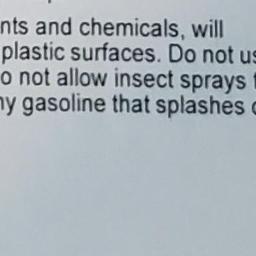 nts and chemicals, will
plastic surfaces. Do not us
o not allow insect sprays t
ny gasoline that splashes o